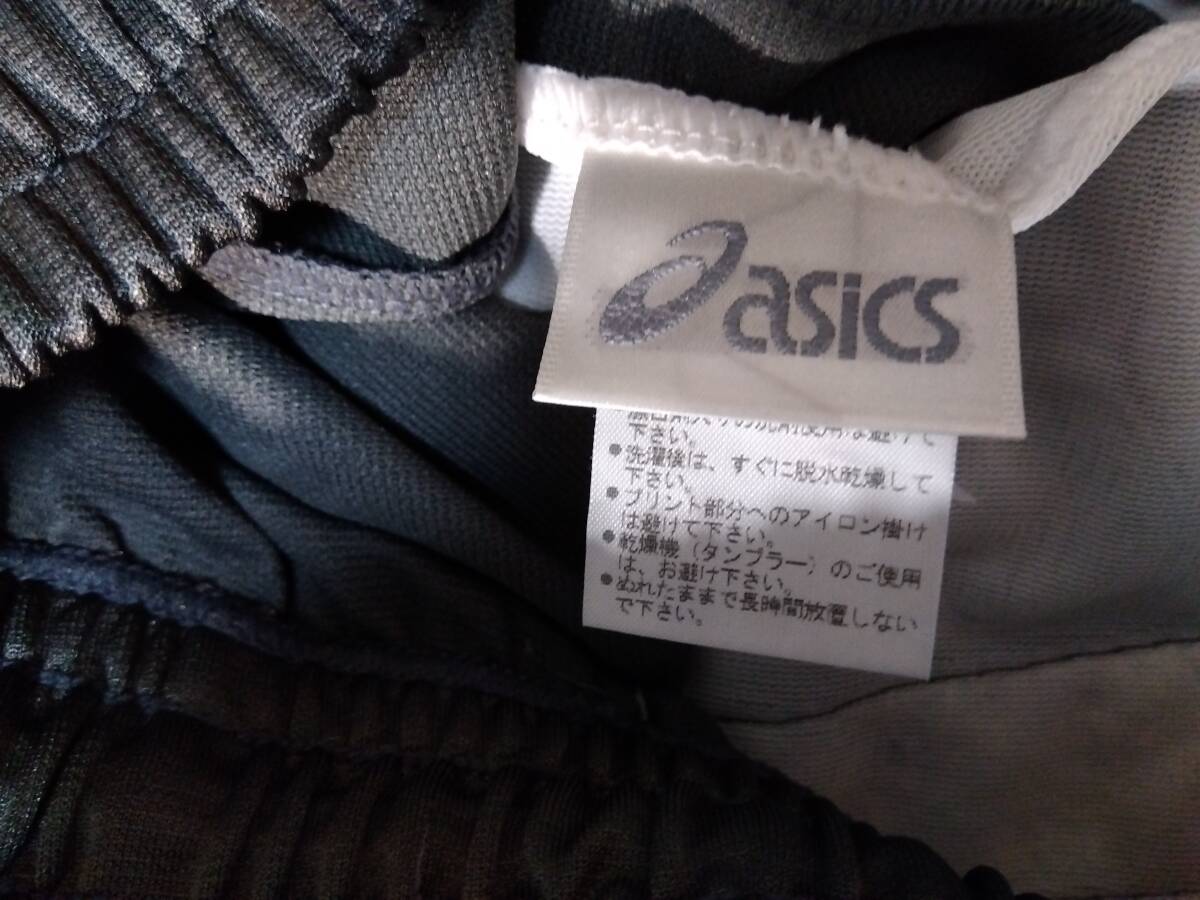 asics
下さい。
●洗濯後は、すぐに脱水乾燥して
下さい。
●プリント部分へのアイロン掛け
は避けて下さい。
●乾燥機（タンブラー）のご使用
は、お避け下さい。
●ぬれたままで長時間放置しない
で下さい。